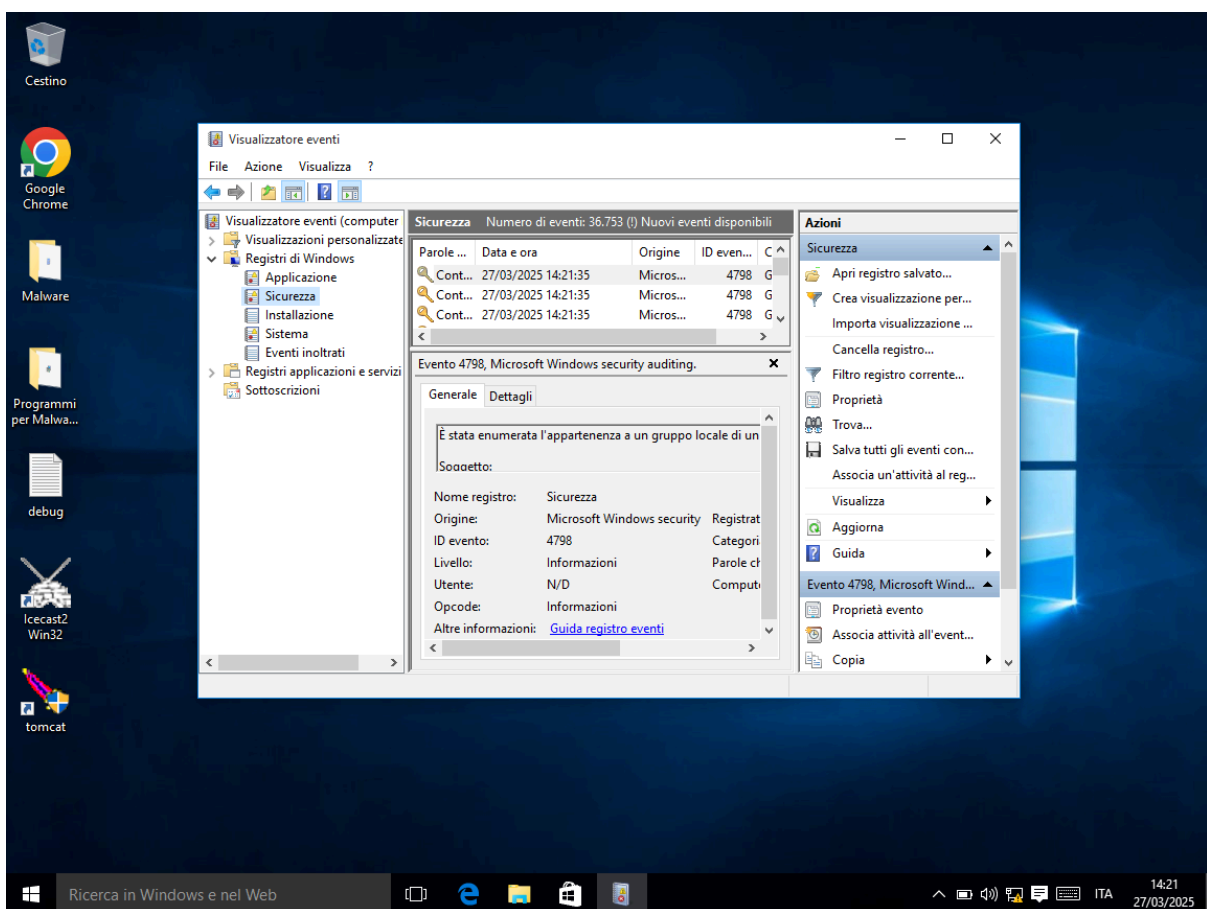 Cestino
Google
Chrome
Malware
Programmi
per Malwa...
debug
Icecast2
Win32
tomcat
Visualizzatore eventi
File Azione Visualizza ?
Visualizzatore eventi (computer
Visualizzazioni personalizzate
Registri di Windows
Applicazione
Sicurezza
Installazione
Sistema
Eventi inoltrati
Registri applicazioni e servizi
Sottoscrizioni
Sicurezza Numero di eventi: 36.753 (!) Nuovi eventi disponibili
Parole ... Data e ora Origine ID even... C
Cont... 27/03/2025 14:21:35 Micros... 4798 G
Cont... 27/03/2025 14:21:35 Micros... 4798 G
Cont... 27/03/2025 14:21:35 Micros... 4798 G
Evento 4798, Microsoft Windows security auditing.
Generale Dettagli
È stata enumerata l'appartenenza a un gruppo locale di un
Soggetto:
Nome registro: Sicurezza
Origine: Microsoft Windows security Registrat
ID evento: 4798 Categori
Livello: Informazioni Parole ch
Utente: N/D Compute
Opcode: Informazioni
Altre informazioni: Guida registro eventi
Azioni
Sicurezza
Apri registro salvato...
Crea visualizzazione per...
Importa visualizzazione ...
Cancella registro...
Filtro registro corrente...
Proprietà
Trova...
Salva tutti gli eventi con...
Associa un'attività al reg...
Visualizza
Aggiorna
Guida
Evento 4798, Microsoft Wind...
Proprietà evento
Associa attività all'event...
Copia
Ricerca in Windows e nel Web
ITA
14:21
27/03/2025